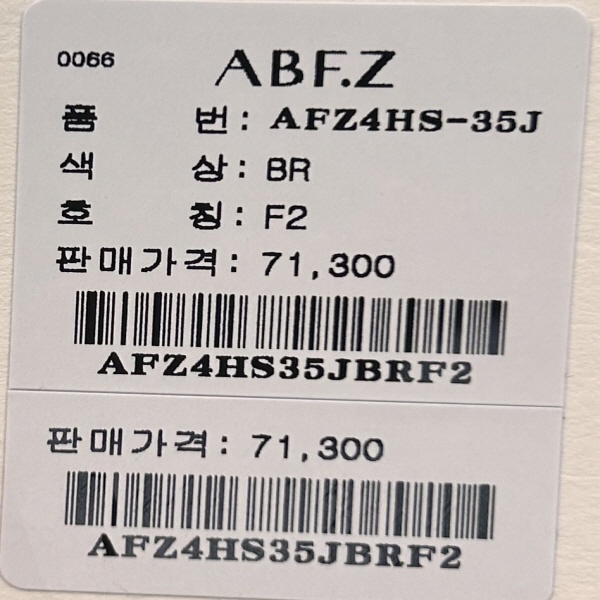 0066
ABF.Z
품 번: AFZ4HS-35J
색 상: BR
호 칭: F2
판매가격: 71,300
AFZ4HS35JBRF2
판매가격: 71,300
AFZ4HS35JBRF2